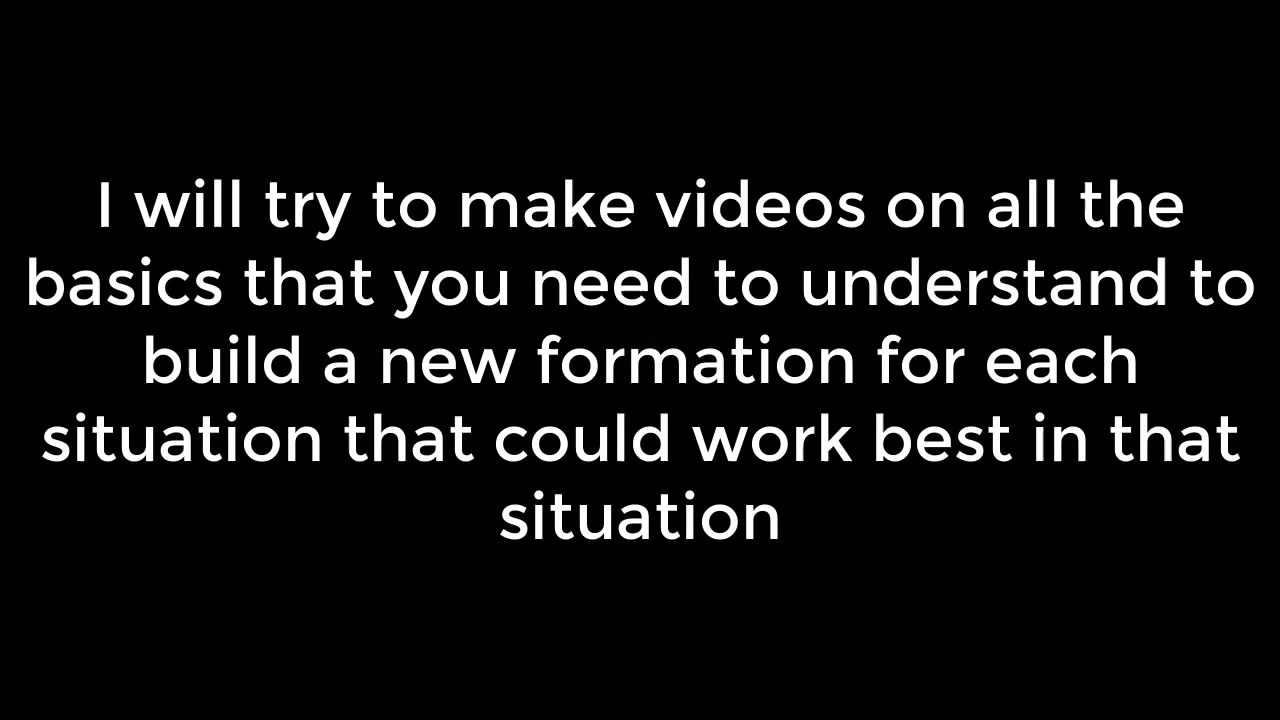 I will try to make videos on all the
basics that you need to understand to
build a new formation for each
situation that could work best in that
situation